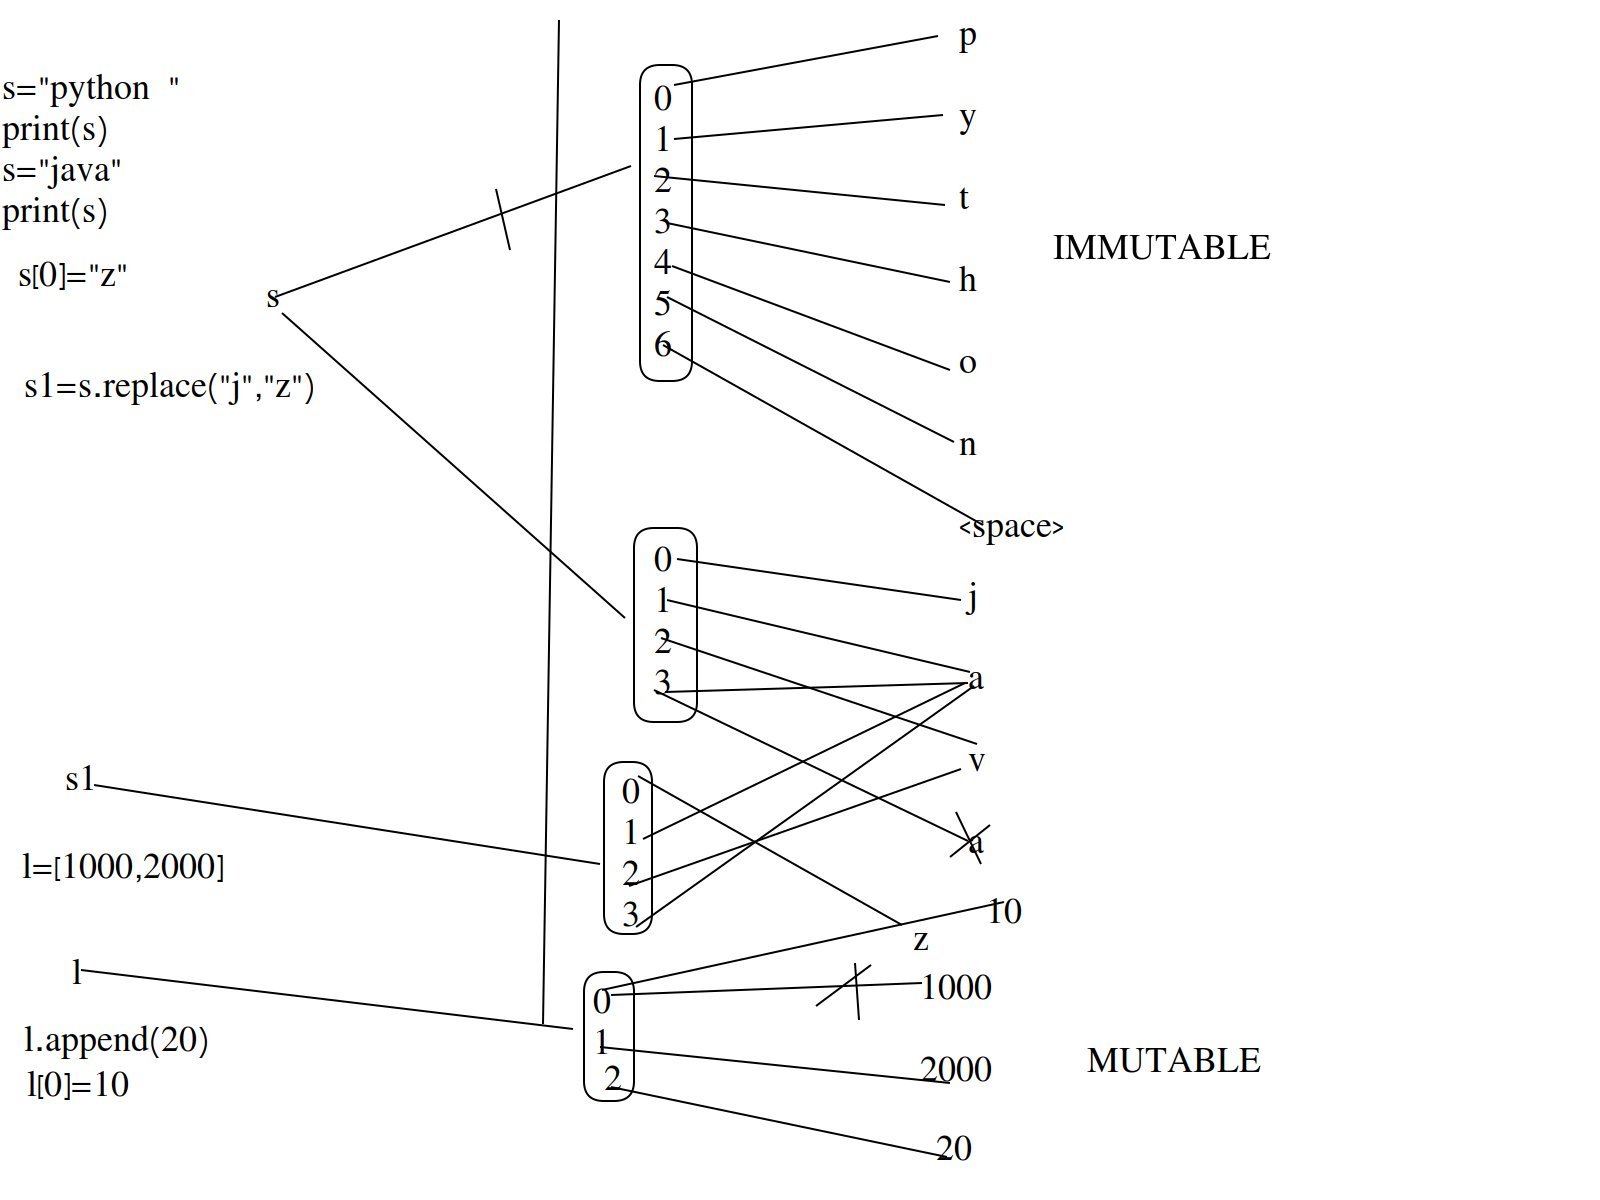 s="python  "
print(s)
s="java"
print(s)
s[0]="z"
s
s1=s.replace("j","z")
0
1
2
3
4
5
6
p
y
t
h
o
n
<space>
IMMUTABLE
0
1
2
3
j
a
v
a
s1
0
1
2
3
z
l=[1000,2000]
l
l.append(20)
l[0]=10
0
1
2
10
1000
2000
20
MUTABLE